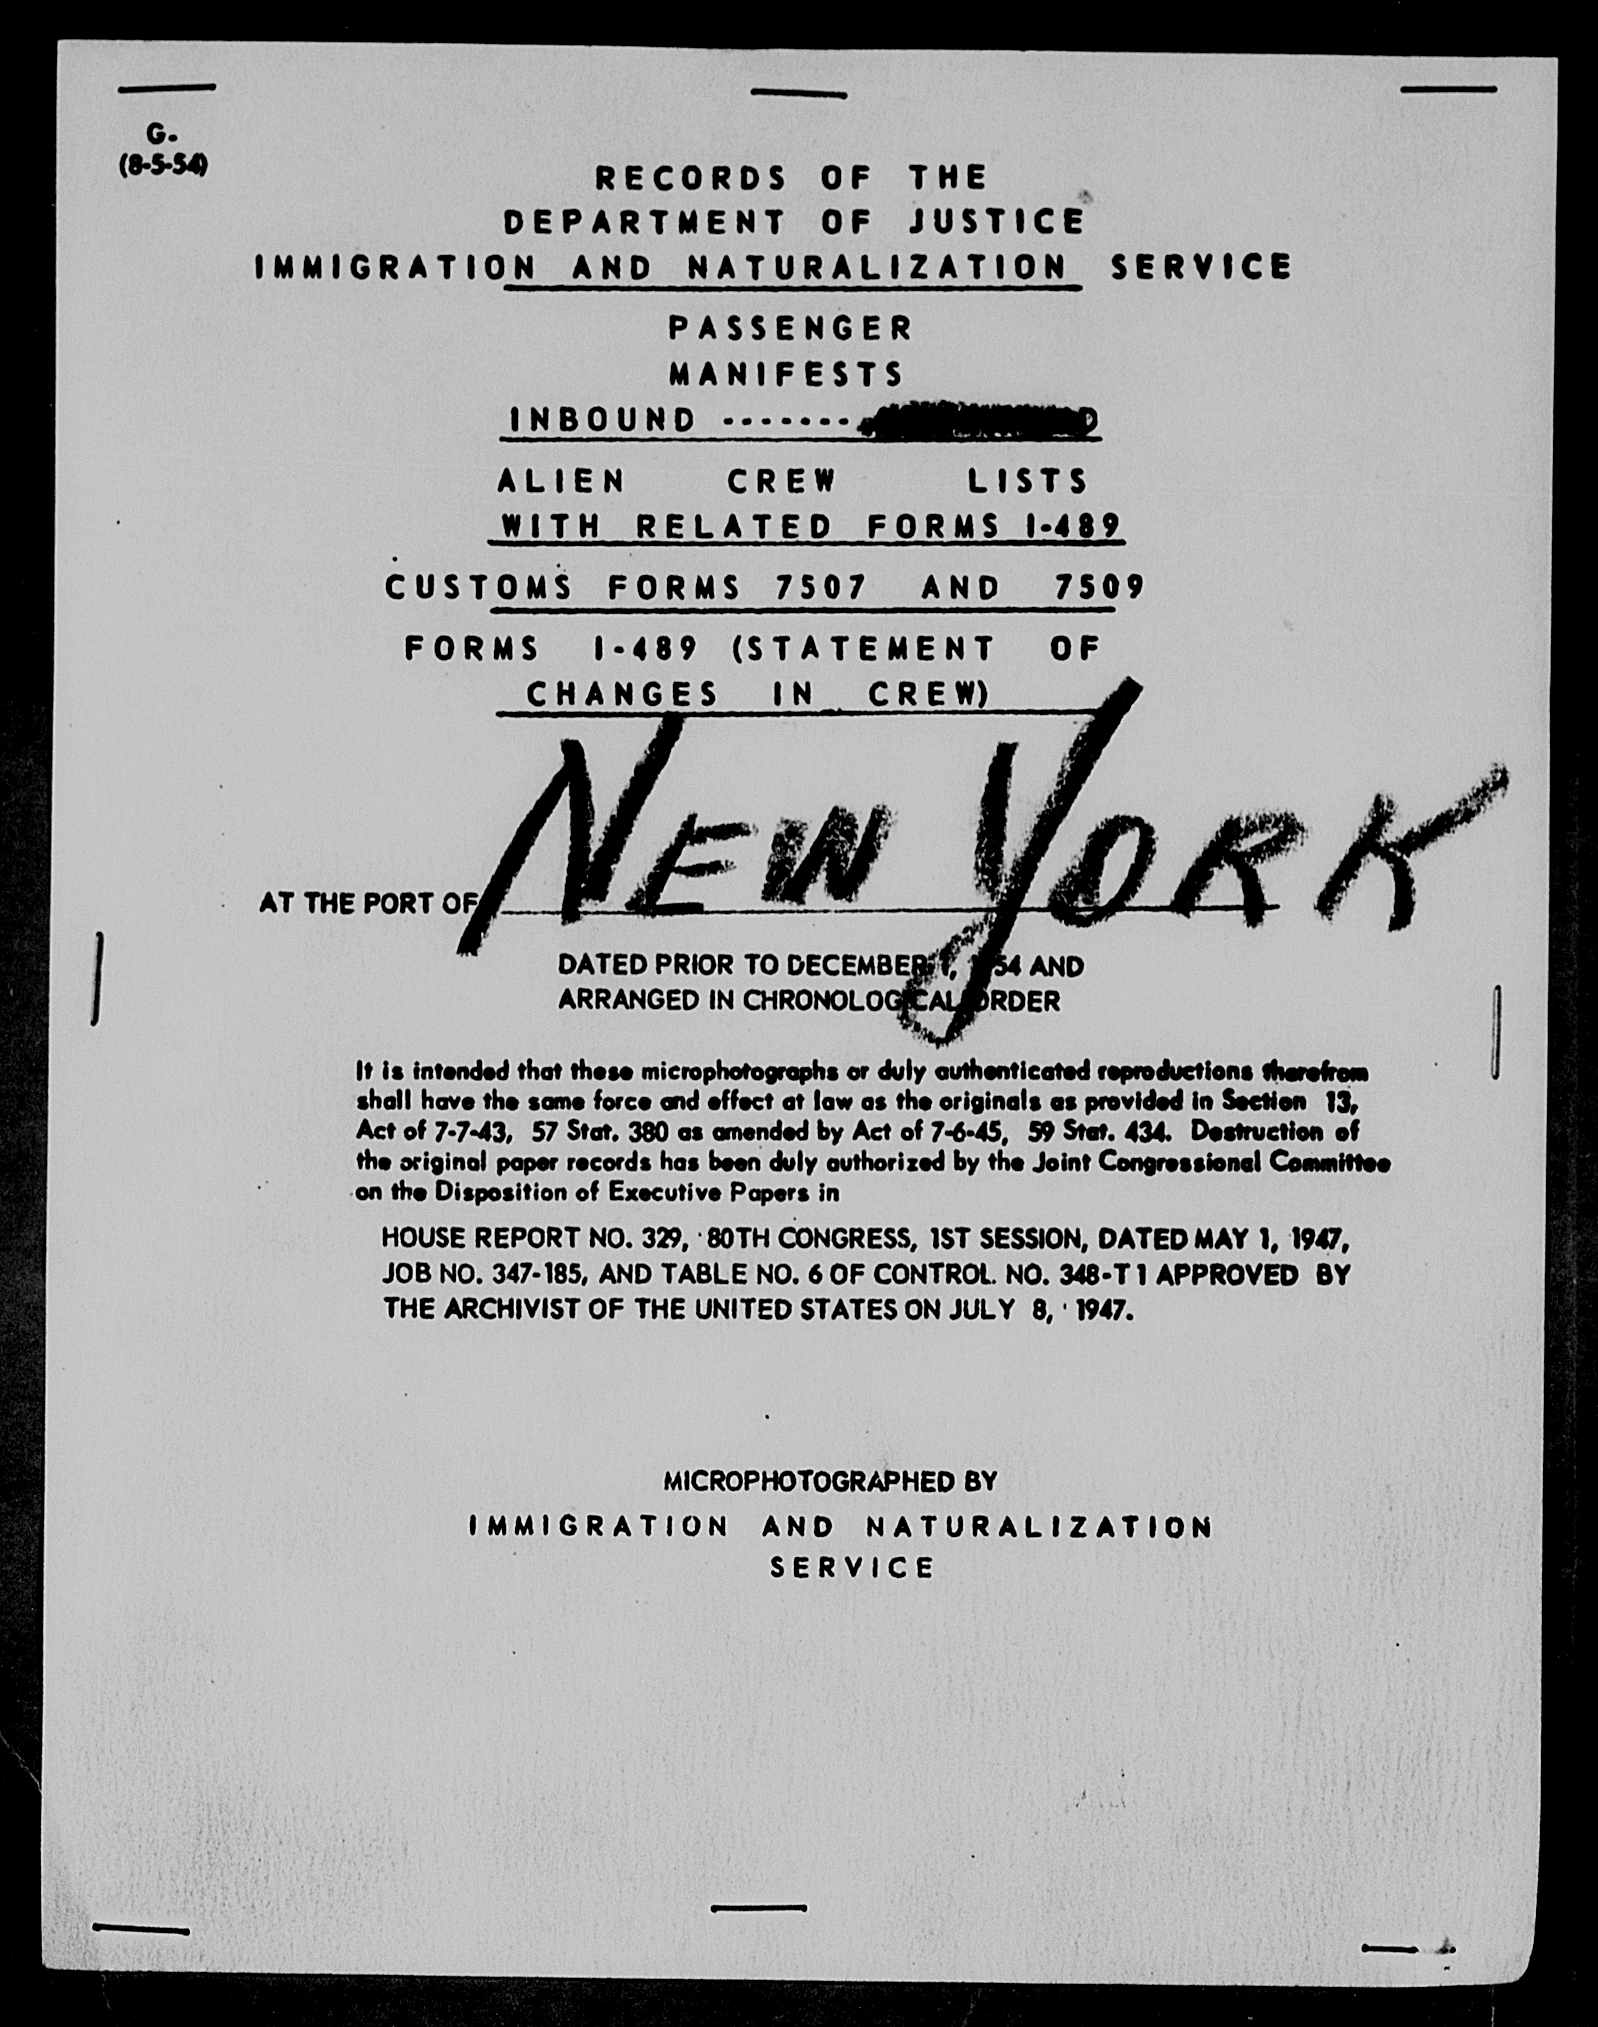 G.
(8-5-54)
RECORDS OF THE
DEPARTMENT OF JUSTICE
IMMIGRATION AND NATURALIZATION SERVICE
PASSENGER
MANIFESTS
INBOUND -------
ALIEN CREW LISTS
WITH RELATED FORMS I-489
CUSTOMS FORMS 7507 AND 7509
FORMS I-489 (STATEMENT OF
CHANGES IN CREW)
AT THE PORT OF NEW YORK
DATED PRIOR TO DECEMBER 1, 1954 AND
ARRANGED IN CHRONOLOGICAL ORDER
It is intended that these microphotographs or duly authenticated reproductions therefrom
shall have the same force and effect at law as the originals as provided in Section 13,
Act of 7-7-43, 57 Stat. 380 as amended by Act of 7-6-45, 59 Stat. 434. Destruction of
the original paper records has been duly authorized by the Joint Congressional Committee
on the Disposition of Executive Papers in
HOUSE REPORT NO. 329, 80TH CONGRESS, 1ST SESSION, DATED MAY 1, 1947,
JOB NO. 347-185, AND TABLE NO. 6 OF CONTROL NO. 348-T1 APPROVED BY
THE ARCHIVIST OF THE UNITED STATES ON JULY 8, 1947.
MICROPHOTOGRAPHED BY
IMMIGRATION AND NATURALIZATION
SERVICE